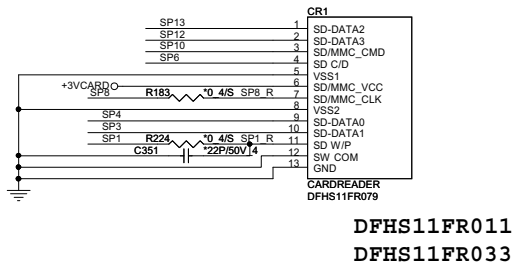 CR1
SP13 1 SD-DATA2
SP12 2 SD-DATA3
SP10 3 SD/MMC_CMD
SP6 4 SD C/D
5 VSS1
+3VCARD 6 SD/MMC_VCC
SP8 R183 *0_4/S SP8_R 7 SD/MMC_CLK
8 VSS2
SP4 9 SD-DATA0
SP3 10 SD-DATA1
SP1 R224 *0_4/S SP1_R 11 SD W/P
C351 *22P/50V_4 12 SW COM
13 GND
CARDREADER
DFHS11FR079
DFHS11FR011
DFHS11FR033